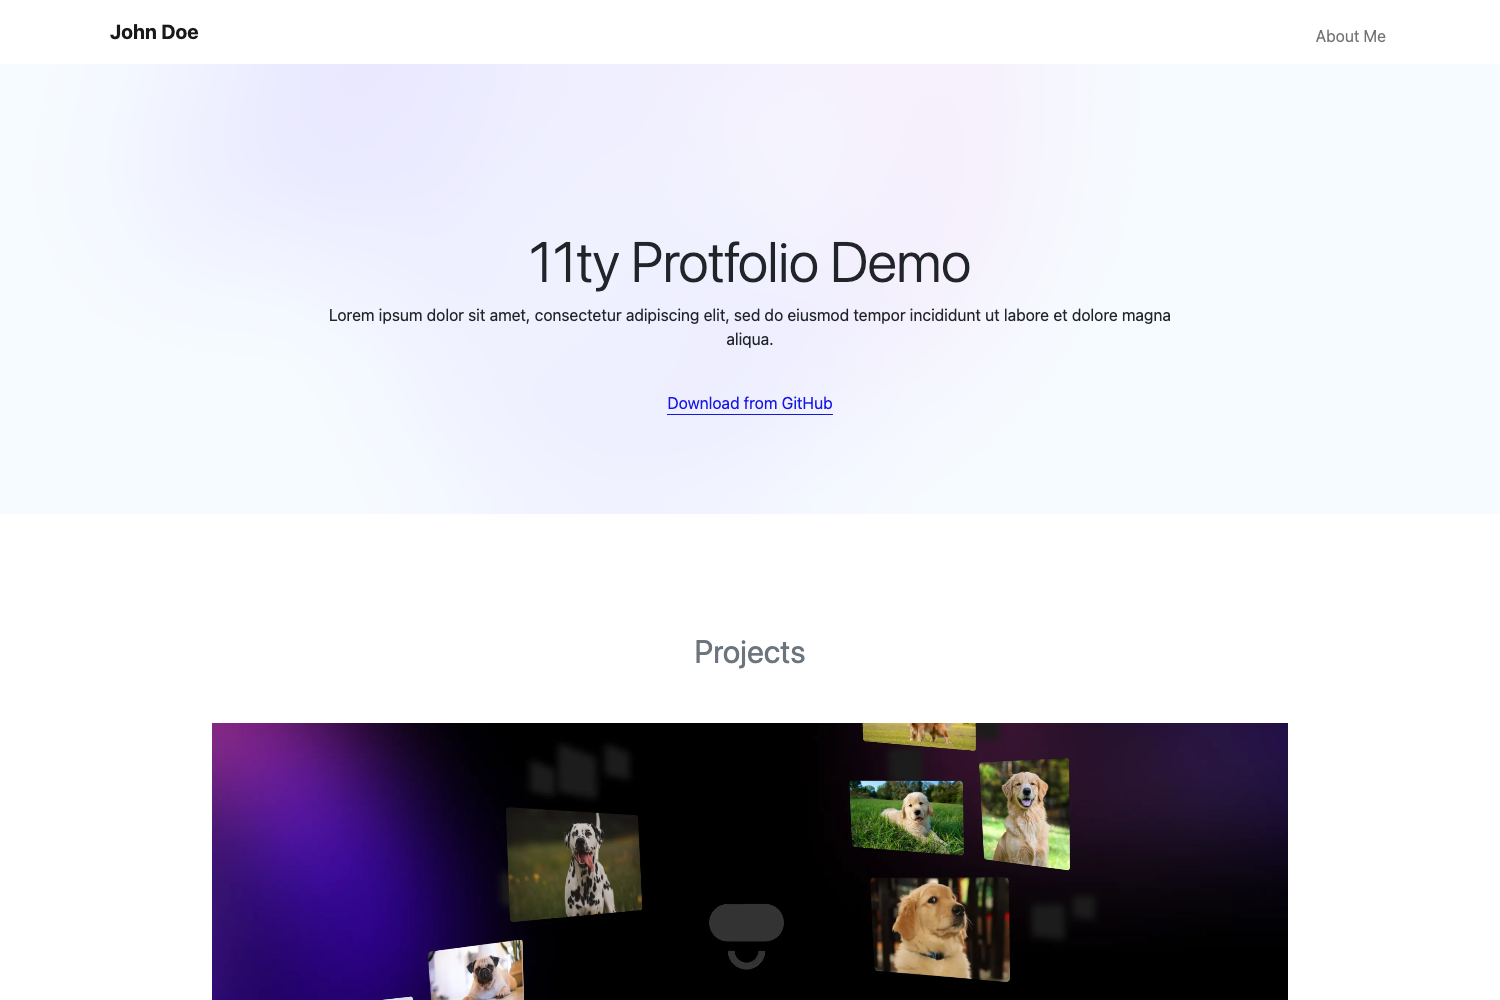 John Doe
About Me
11ty Protfolio Demo
Lorem ipsum dolor sit amet, consectetur adipiscing elit, sed do eiusmod tempor incididunt ut labore et dolore magna
aliqua.
Download from GitHub
Projects